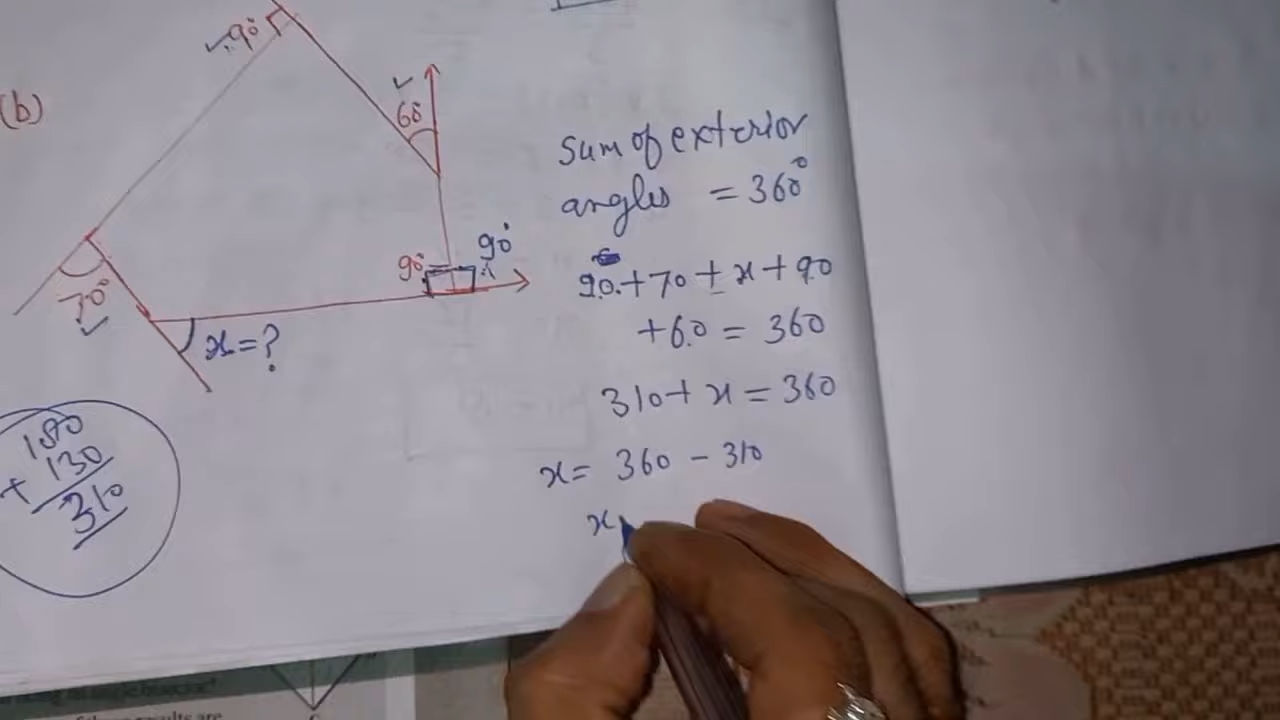 (b)
90°
60°
90°
90°
70°
x=?
180
+ 130
310
sum of exterior
angles = 360°
90+70+x+90
+60 = 360
310+x=360
x= 360 - 310
x